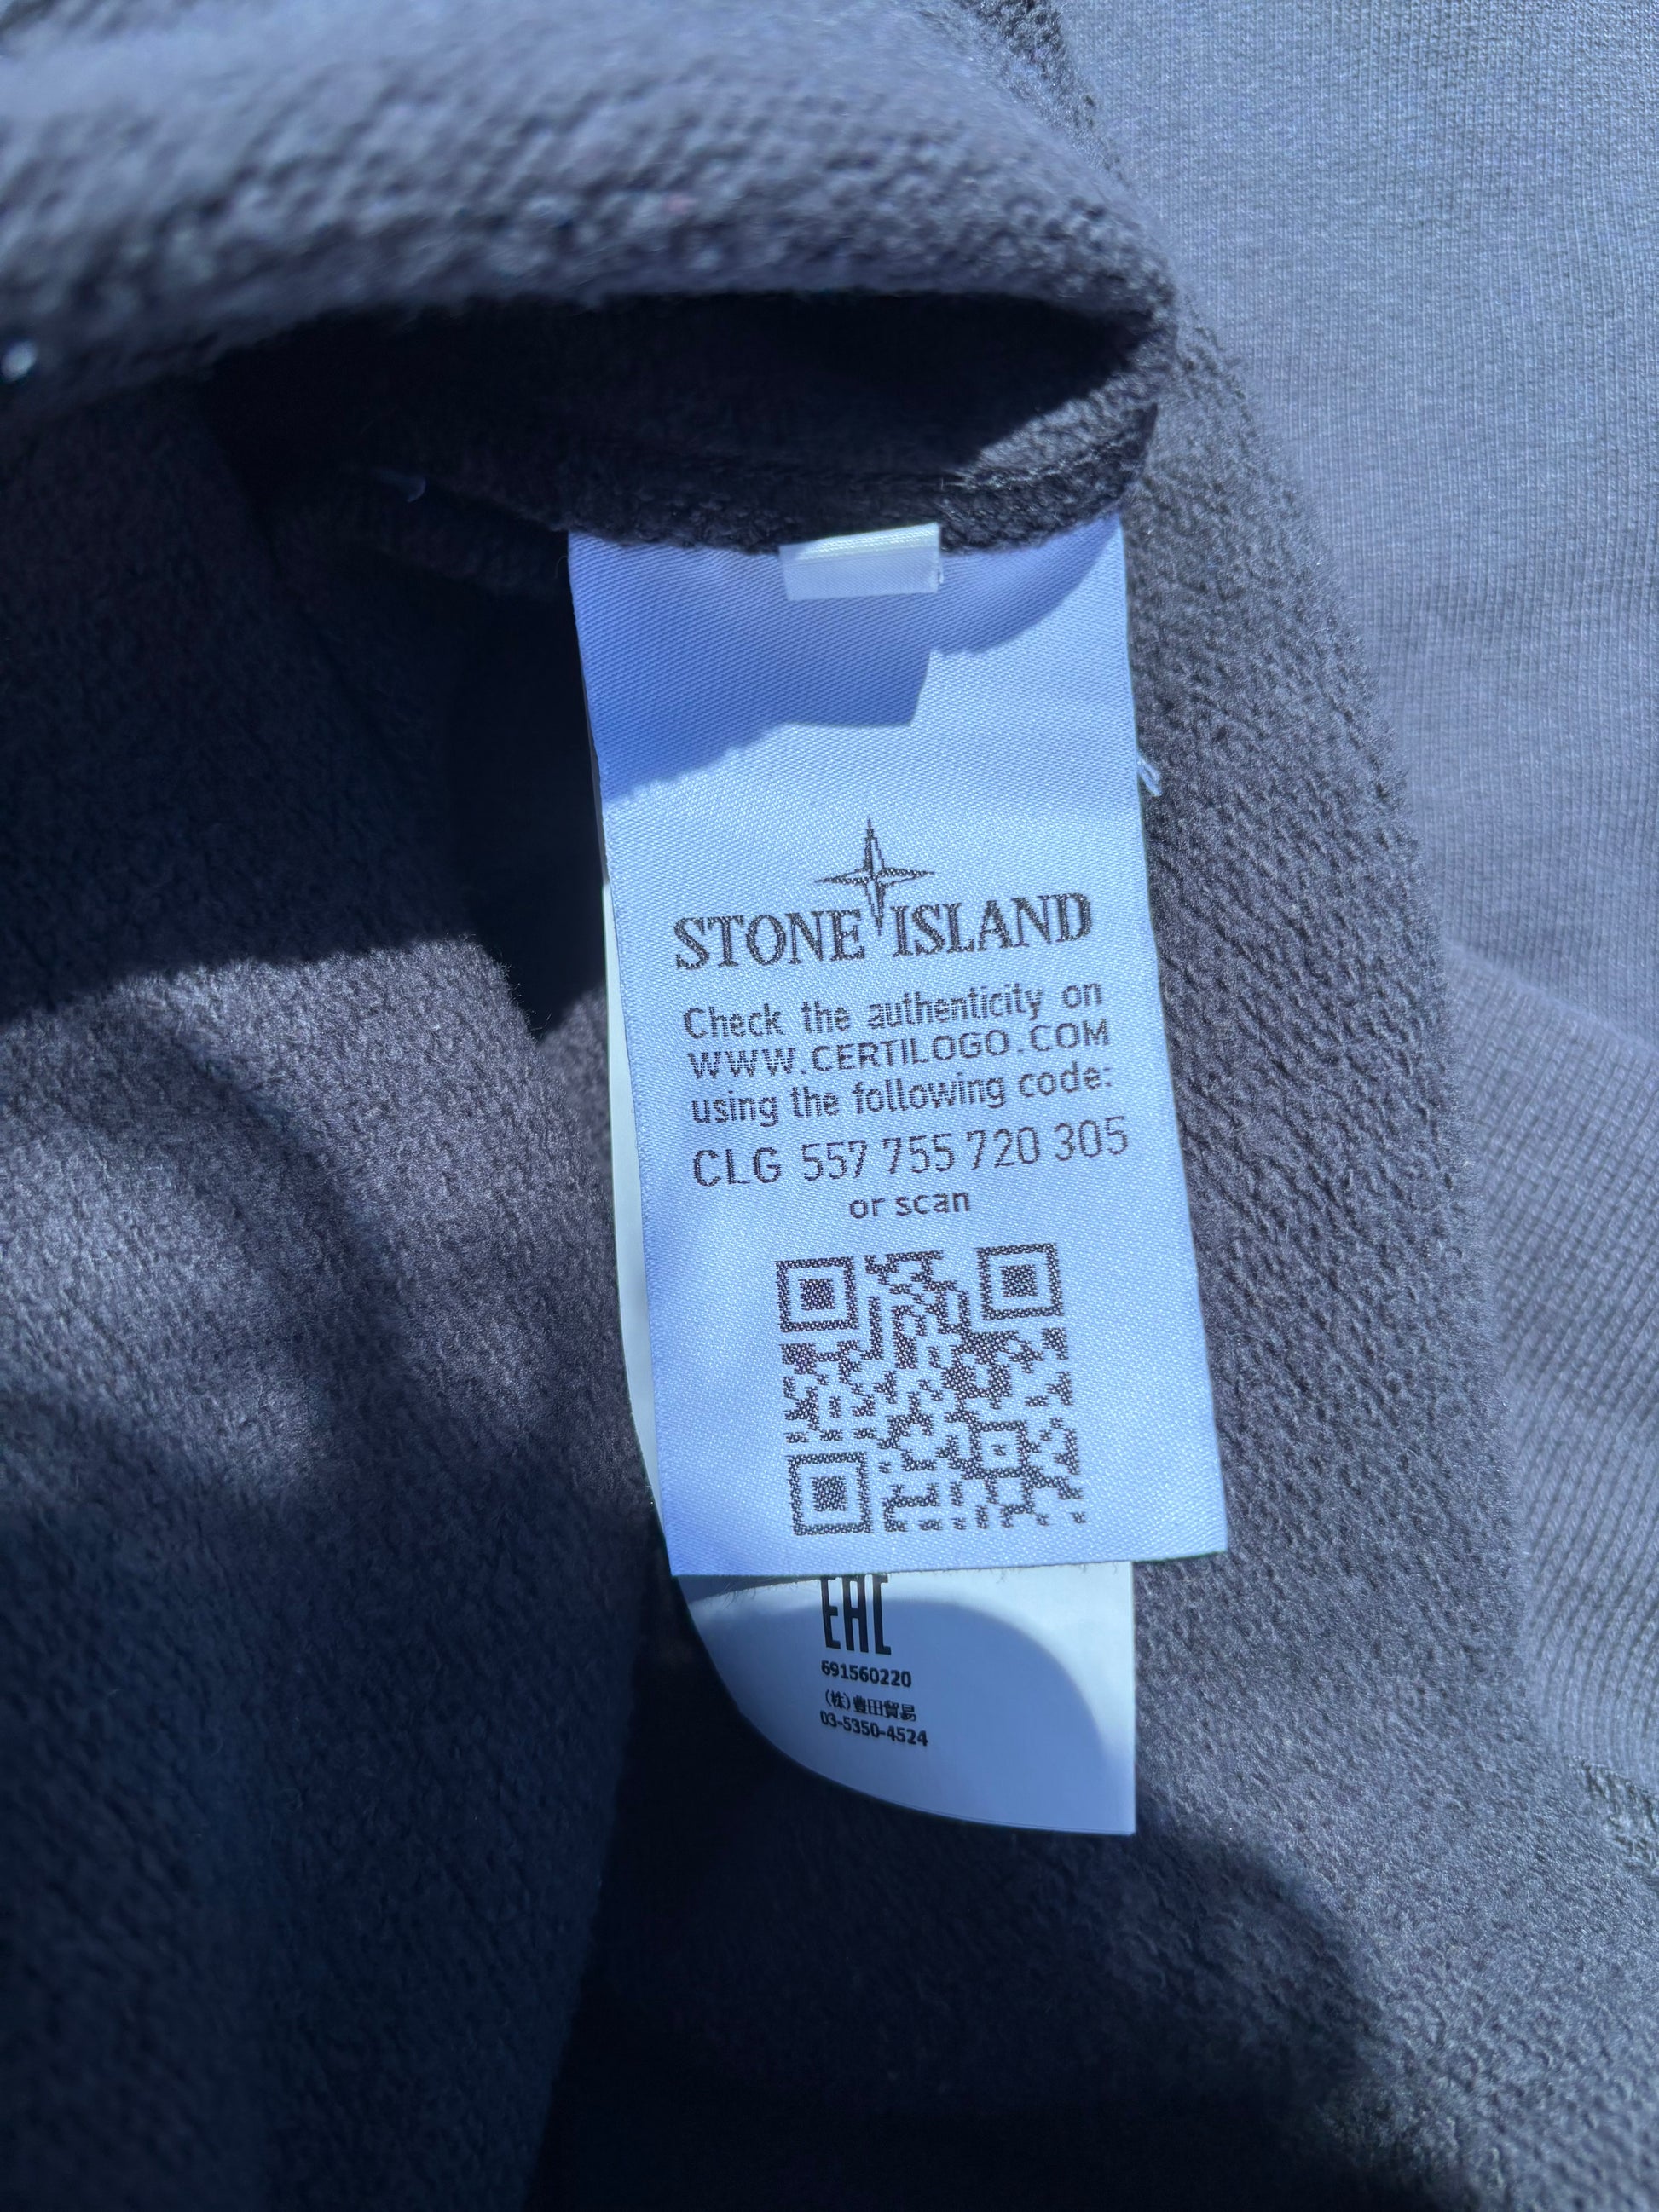 STONE ISLAND
Check the authenticity on
WWW.CERTILOGO.COM
using the following code:
CLG 557 755 720 305
or scan
EAC
691560220
(株)豊田貿易
03-5350-4524